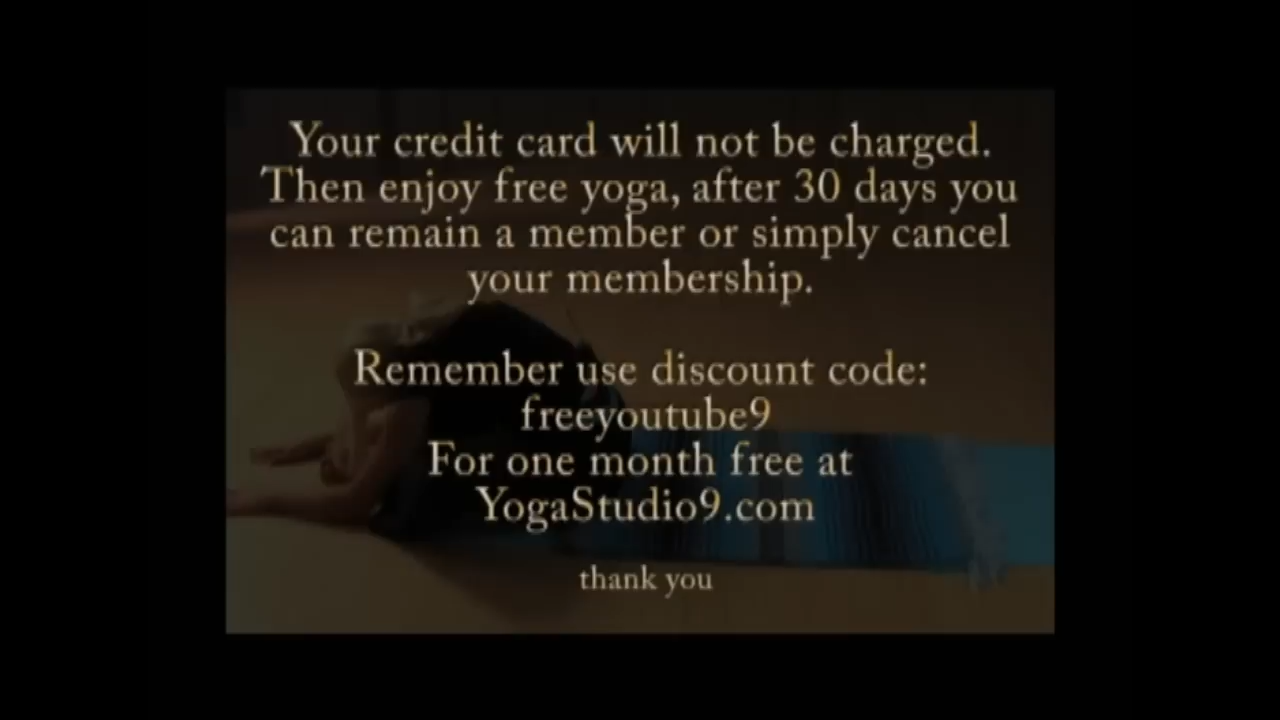 Your credit card will not be charged.
Then enjoy free yoga, after 30 days you
can remain a member or simply cancel
your membership.
Remember use discount code:
freeyoutube9
For one month free at
YogaStudio9.com
thank you